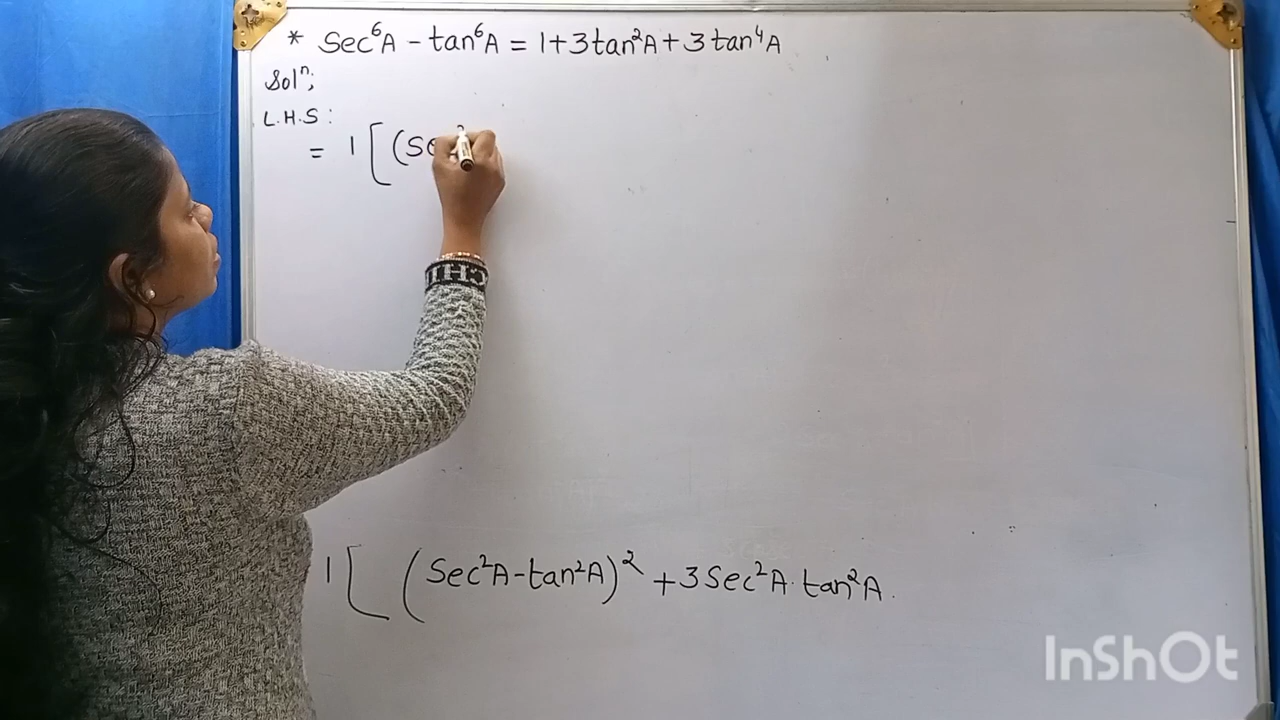 * Sec⁶A - tan⁶A = 1+3tan²A+3tan⁴A
Solⁿ;
L.H.S :
= 1 [ (Se
1 [ (Sec²A-tan²A)² +3Sec²A.tan²A.
InShOt